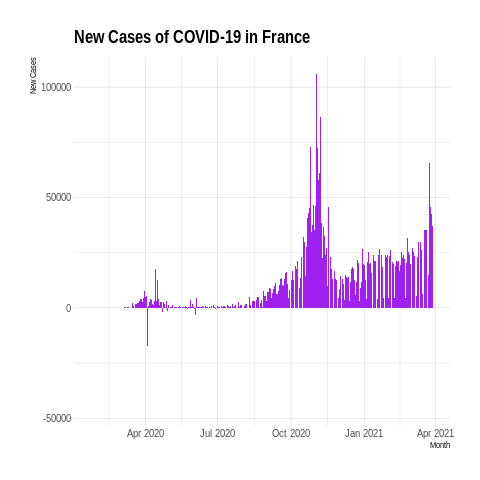 New Cases of COVID-19 in France
New Cases
100000
50000
0
-50000
Apr 2020
Jul 2020
Oct 2020
Jan 2021
Apr 2021
Month